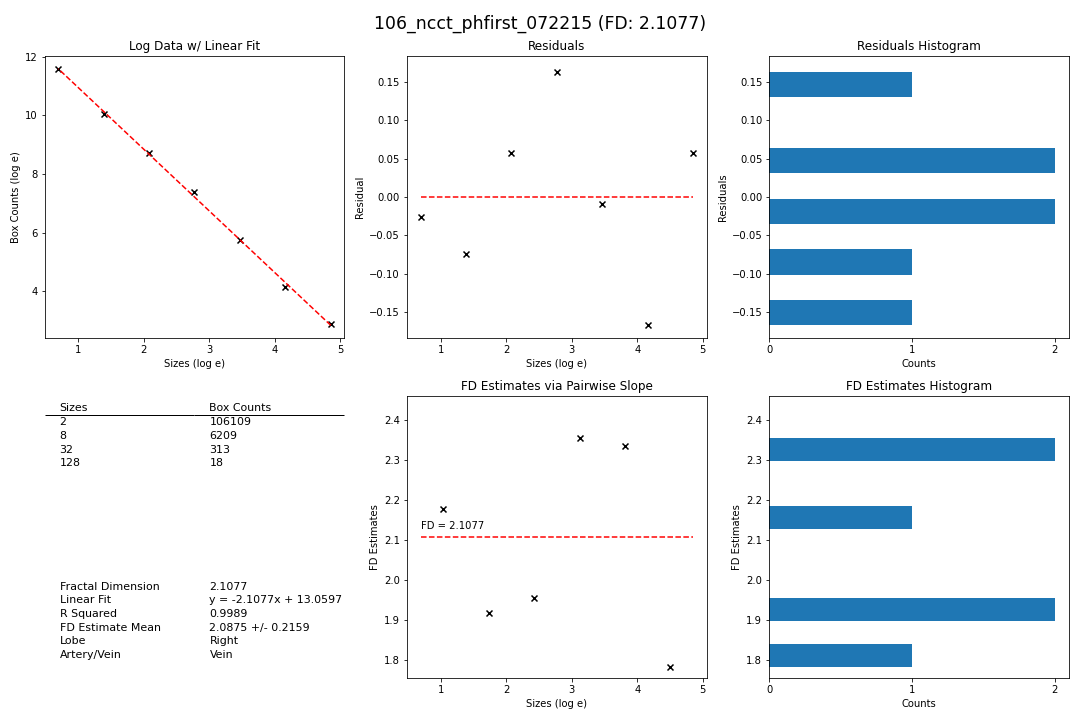 106_ncct_phfirst_072215 (FD: 2.1077)
Log Data w/ Linear Fit
12
10
8
6
4
Box Counts (log e)
1 2 3 4 5
Sizes (log e)
Residuals
0.15
0.10
0.05
0.00
−0.05
−0.10
−0.15
Residual
1 2 3 4 5
Sizes (log e)
Residuals Histogram
0.15
0.10
0.05
0.00
−0.05
−0.10
−0.15
Residuals
0 1 2
Counts
Sizes Box Counts
2 106109
8 6209
32 313
128 18
Fractal Dimension 2.1077
Linear Fit y = -2.1077x + 13.0597
R Squared 0.9989
FD Estimate Mean 2.0875 +/- 0.2159
Lobe Right
Artery/Vein Vein
FD Estimates via Pairwise Slope
2.4
2.3
2.2
2.1
2.0
1.9
1.8
FD Estimates
FD = 2.1077
1 2 3 4 5
Sizes (log e)
FD Estimates Histogram
2.4
2.3
2.2
2.1
2.0
1.9
1.8
FD Estimates
0 1 2
Counts